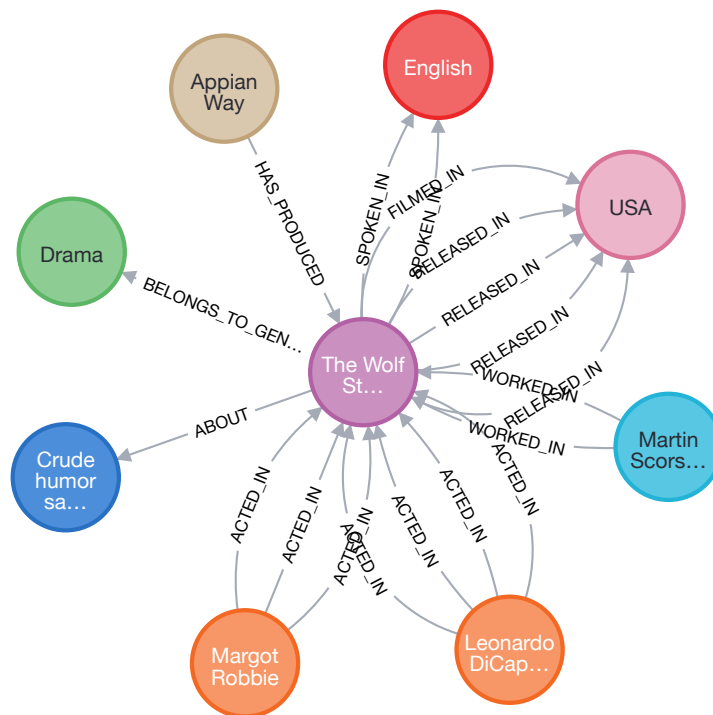 Appian
Way
English
USA
Drama
HAS_PRODUCED
SPOKEN_IN
SPOKEN_IN
FILMED_IN
RELEASED_IN
RELEASED_IN
RELEASED_IN
RELEASED_IN
BELONGS_TO_GEN…
The Wolf
St…
WORKED_IN
WORKED_IN
ABOUT
Martin
Scors…
Crude
humor
sa…
ACTED_IN
ACTED_IN
ACTED_IN
ACTED_IN
ACTED_IN
ACTED_IN
ACTED_IN
Margot
Robbie
Leonardo
DiCap…